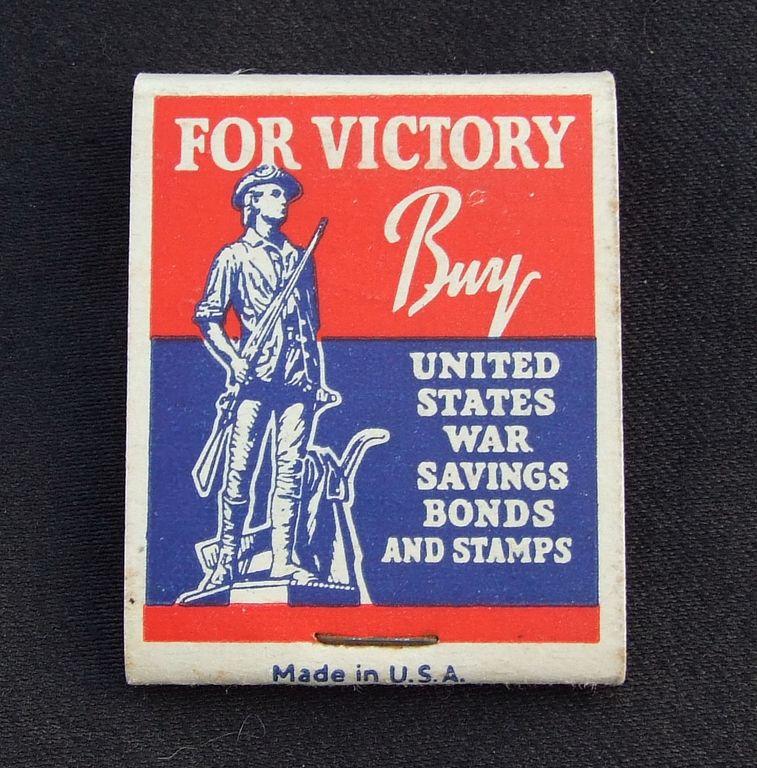 FOR VICTORY
Buy
UNITED
STATES
WAR
SAVINGS
BONDS
AND STAMPS
Made in U.S.A.